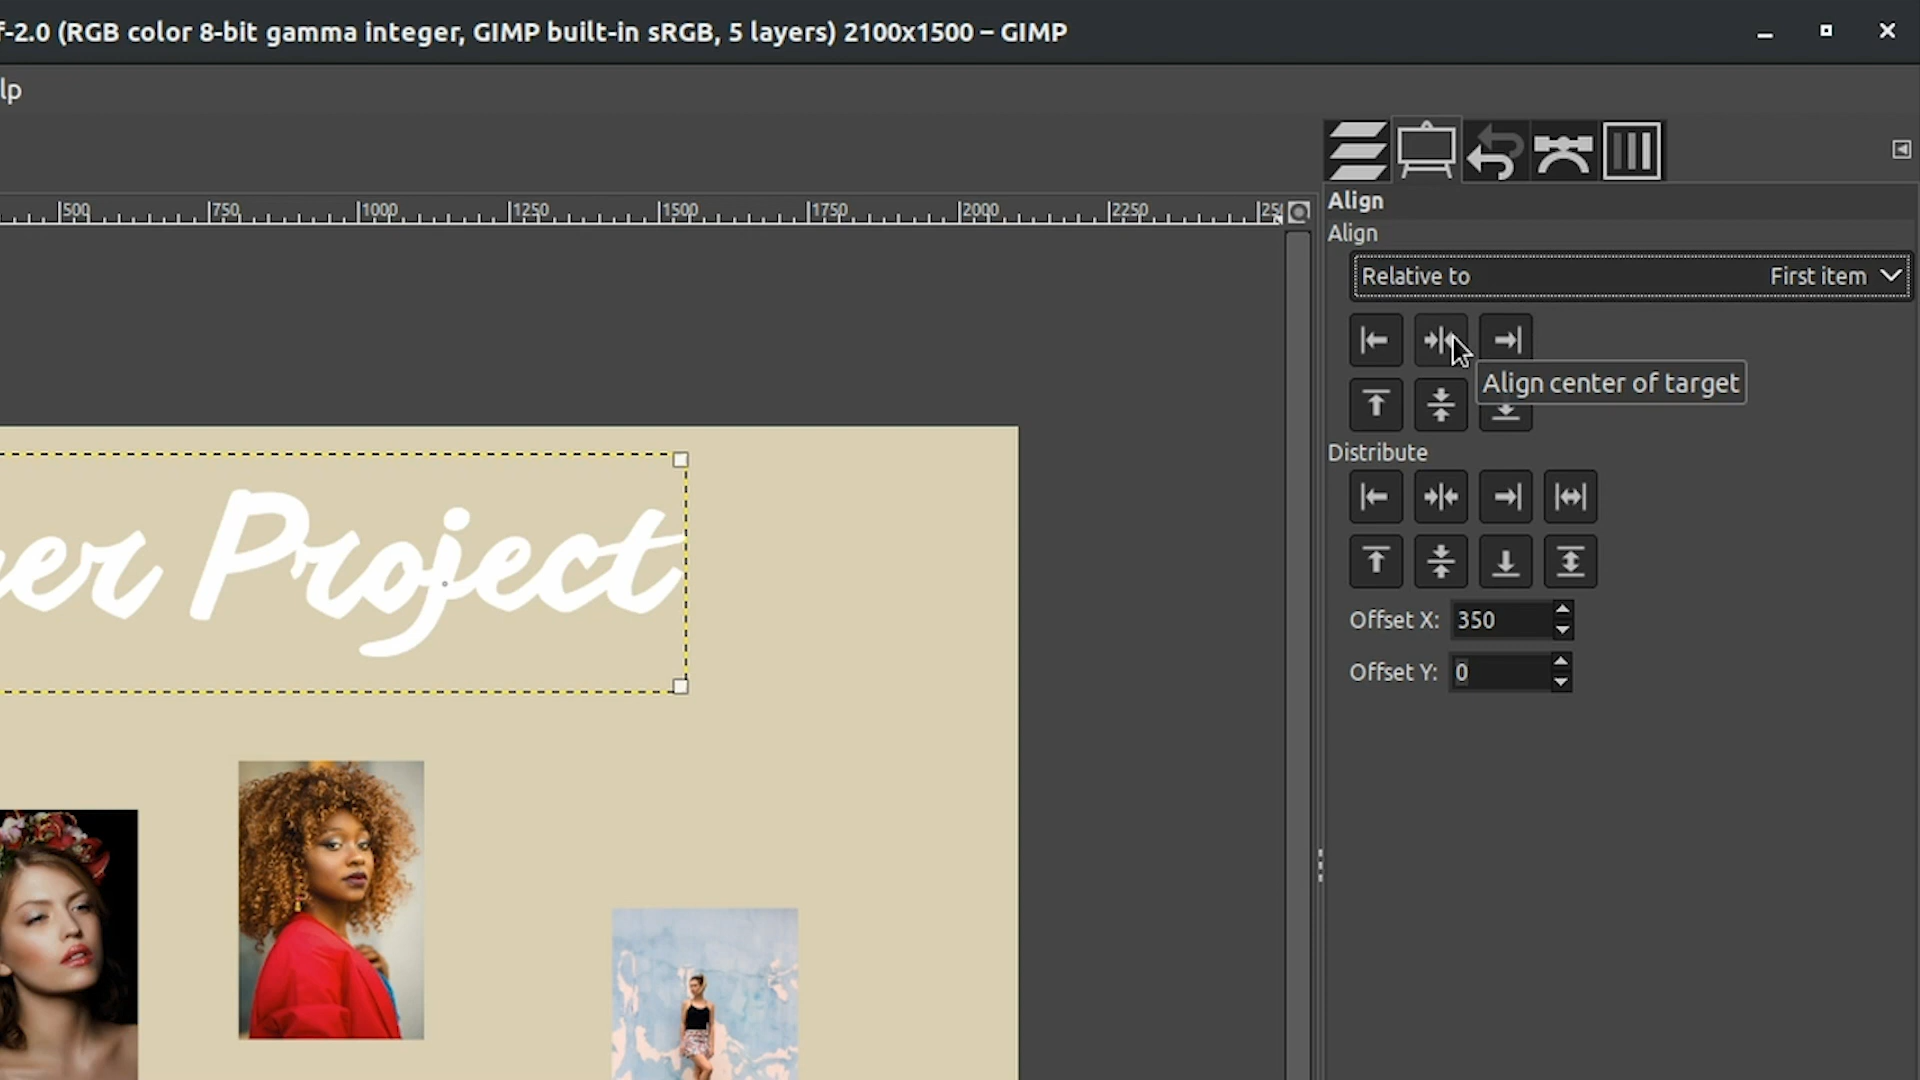 f-2.0 (RGB color 8-bit gamma integer, GIMP built-in sRGB, 5 layers) 2100x1500 – GIMP
lp
500 750 1000 1250 1500 1750 2000 2250 25
Align
Align
Relative to First item
Align center of target
Distribute
Offset X: 350
Offset Y: 0
er Project